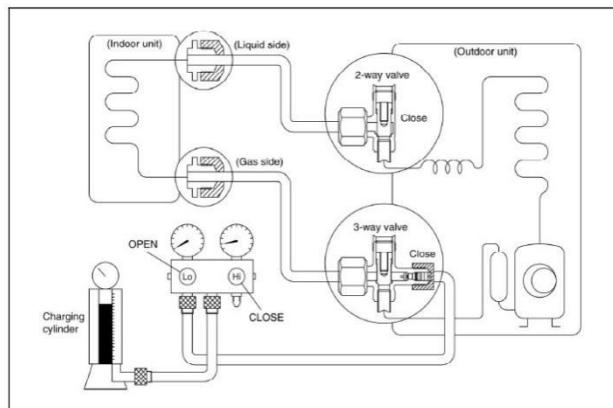 (Indoor unit)
(Liquid side)
(Outdoor unit)
2-way valve
Close
(Gas side)
3-way valve
Close
OPEN
Lo
Hi
CLOSE
Charging
cylinder